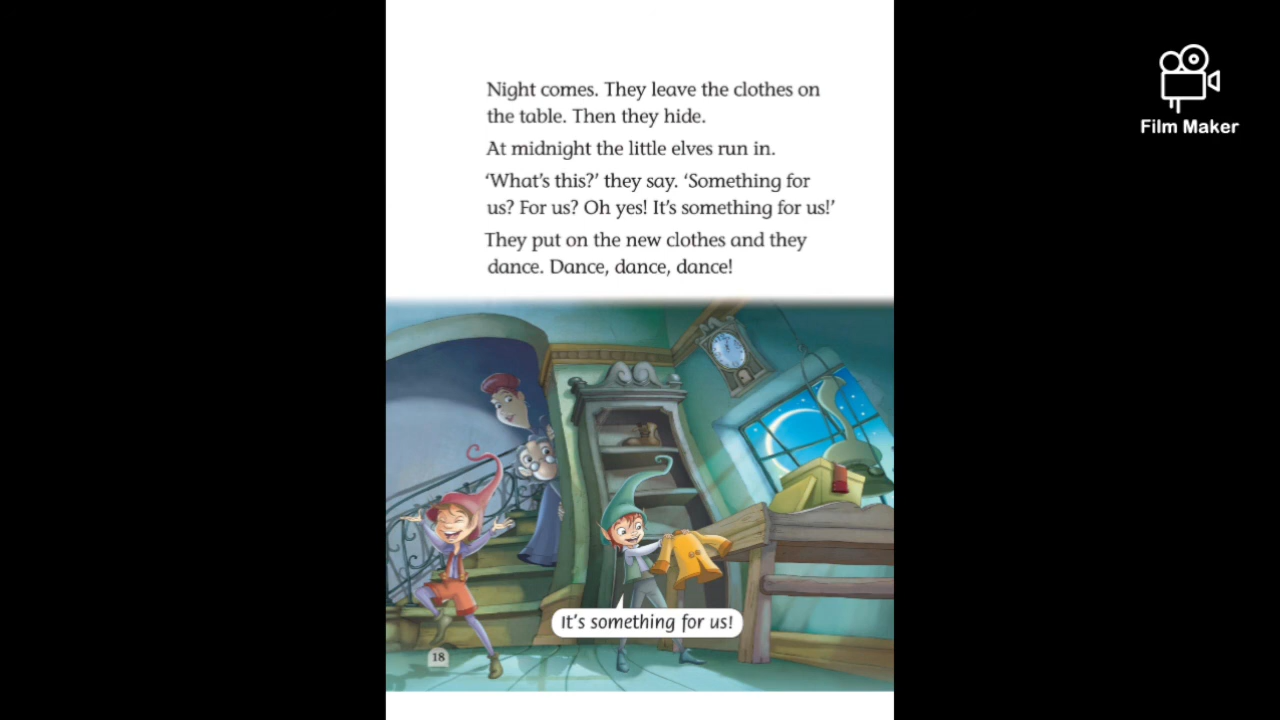 Night comes. They leave the clothes on
the table. Then they hide.
At midnight the little elves run in.
‘What’s this?’ they say. ‘Something for
us? For us? Oh yes! It’s something for us!’
They put on the new clothes and they
dance. Dance, dance, dance!
It’s something for us!
18
Film Maker